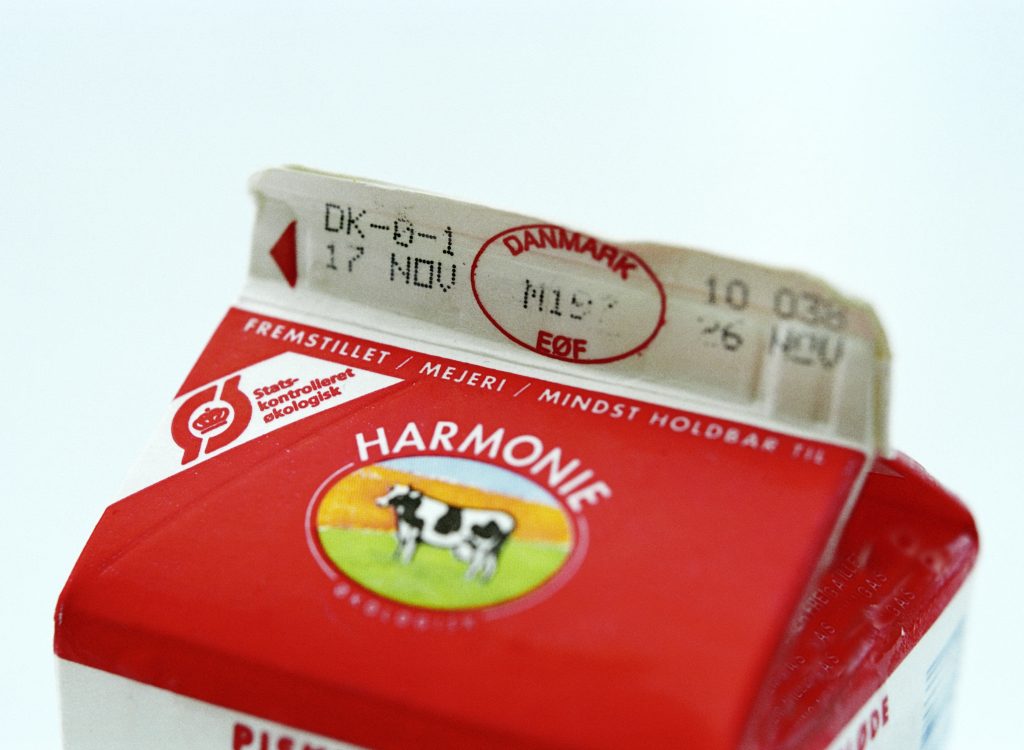 DK-0-1
17 NOV
DANMARK
EØF
10 038
26 NOV
FREMSTILLET / MEJERI / MINDST HOLDBAR TIL
Stats-
kontrolleret
økologisk
HARMONIE